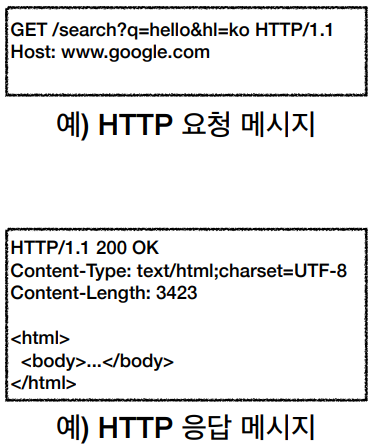 GET /search?q=hello&hl=ko HTTP/1.1
Host: www.google.com
예) HTTP 요청 메시지
HTTP/1.1 200 OK
Content-Type: text/html;charset=UTF-8
Content-Length: 3423
<html>
  <body>...</body>
</html>
예) HTTP 응답 메시지